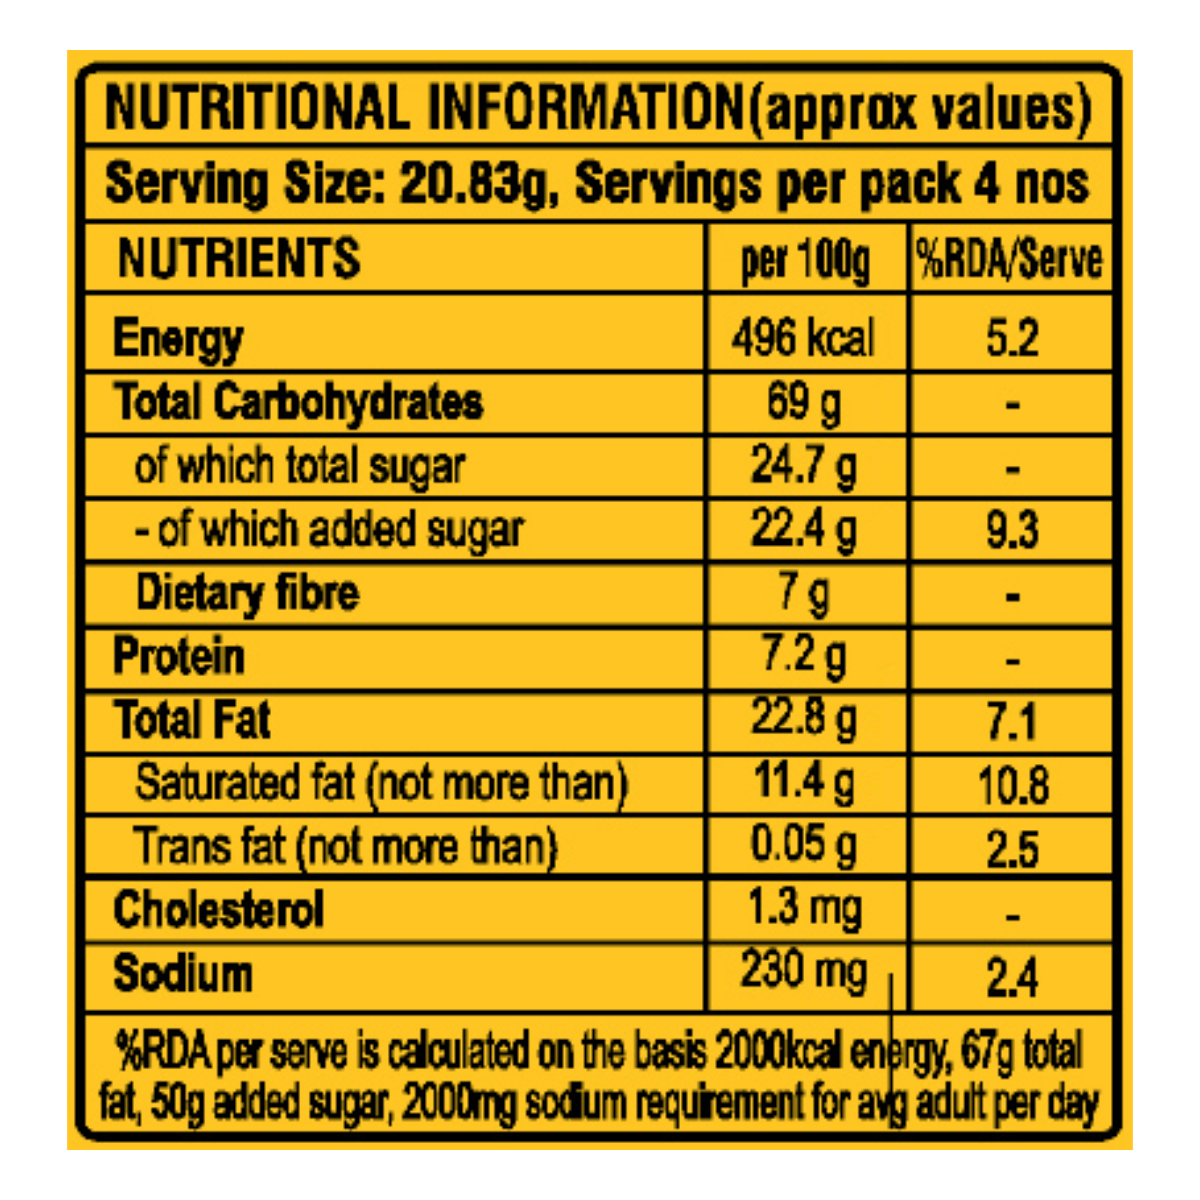 NUTRITIONAL INFORMATION(approx values)
Serving Size: 20.83g, Servings per pack 4 nos
NUTRIENTS per 100g %RDA/Serve
Energy 496 kcal 5.2
Total Carbohydrates 69 g -
of which total sugar 24.7 g -
- of which added sugar 22.4 g 9.3
Dietary fibre 7 g -
Protein 7.2 g -
Total Fat 22.8 g 7.1
Saturated fat (not more than) 11.4 g 10.8
Trans fat (not more than) 0.05 g 2.5
Cholesterol 1.3 mg -
Sodium 230 mg 2.4
%RDA per serve is calculated on the basis 2000kcal energy, 67g total
fat, 50g added sugar, 2000mg sodium requirement for avg adult per day